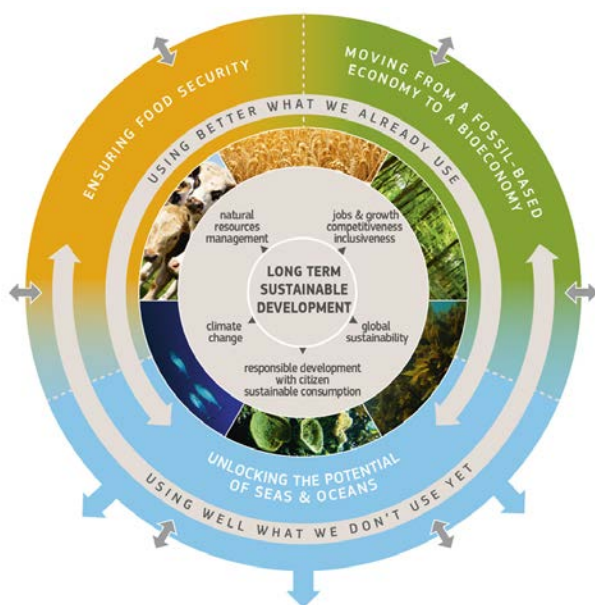 ENSURING FOOD SECURITY
MOVING FROM A FOSSIL-BASED
ECONOMY TO A BIOECONOMY
USING BETTER WHAT WE ALREADY USE
natural
resources
management
jobs & growth
competitiveness
inclusiveness
LONG TERM
SUSTAINABLE
DEVELOPMENT
climate
change
global
sustainability
responsible development
with citizen
sustainable consumption
UNLOCKING THE POTENTIAL
OF SEAS & OCEANS
USING WELL WHAT WE DON'T USE YET